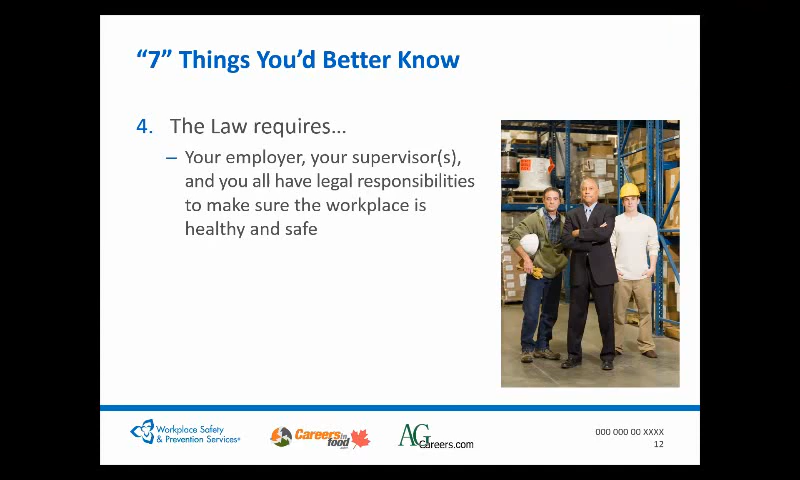 “7” Things You’d Better Know
4. The Law requires...
– Your employer, your supervisor(s),
and you all have legal responsibilities
to make sure the workplace is
healthy and safe
Workplace Safety
& Prevention Services
Careers in
food
AGCareers.com
000 000 00 XXXX
12